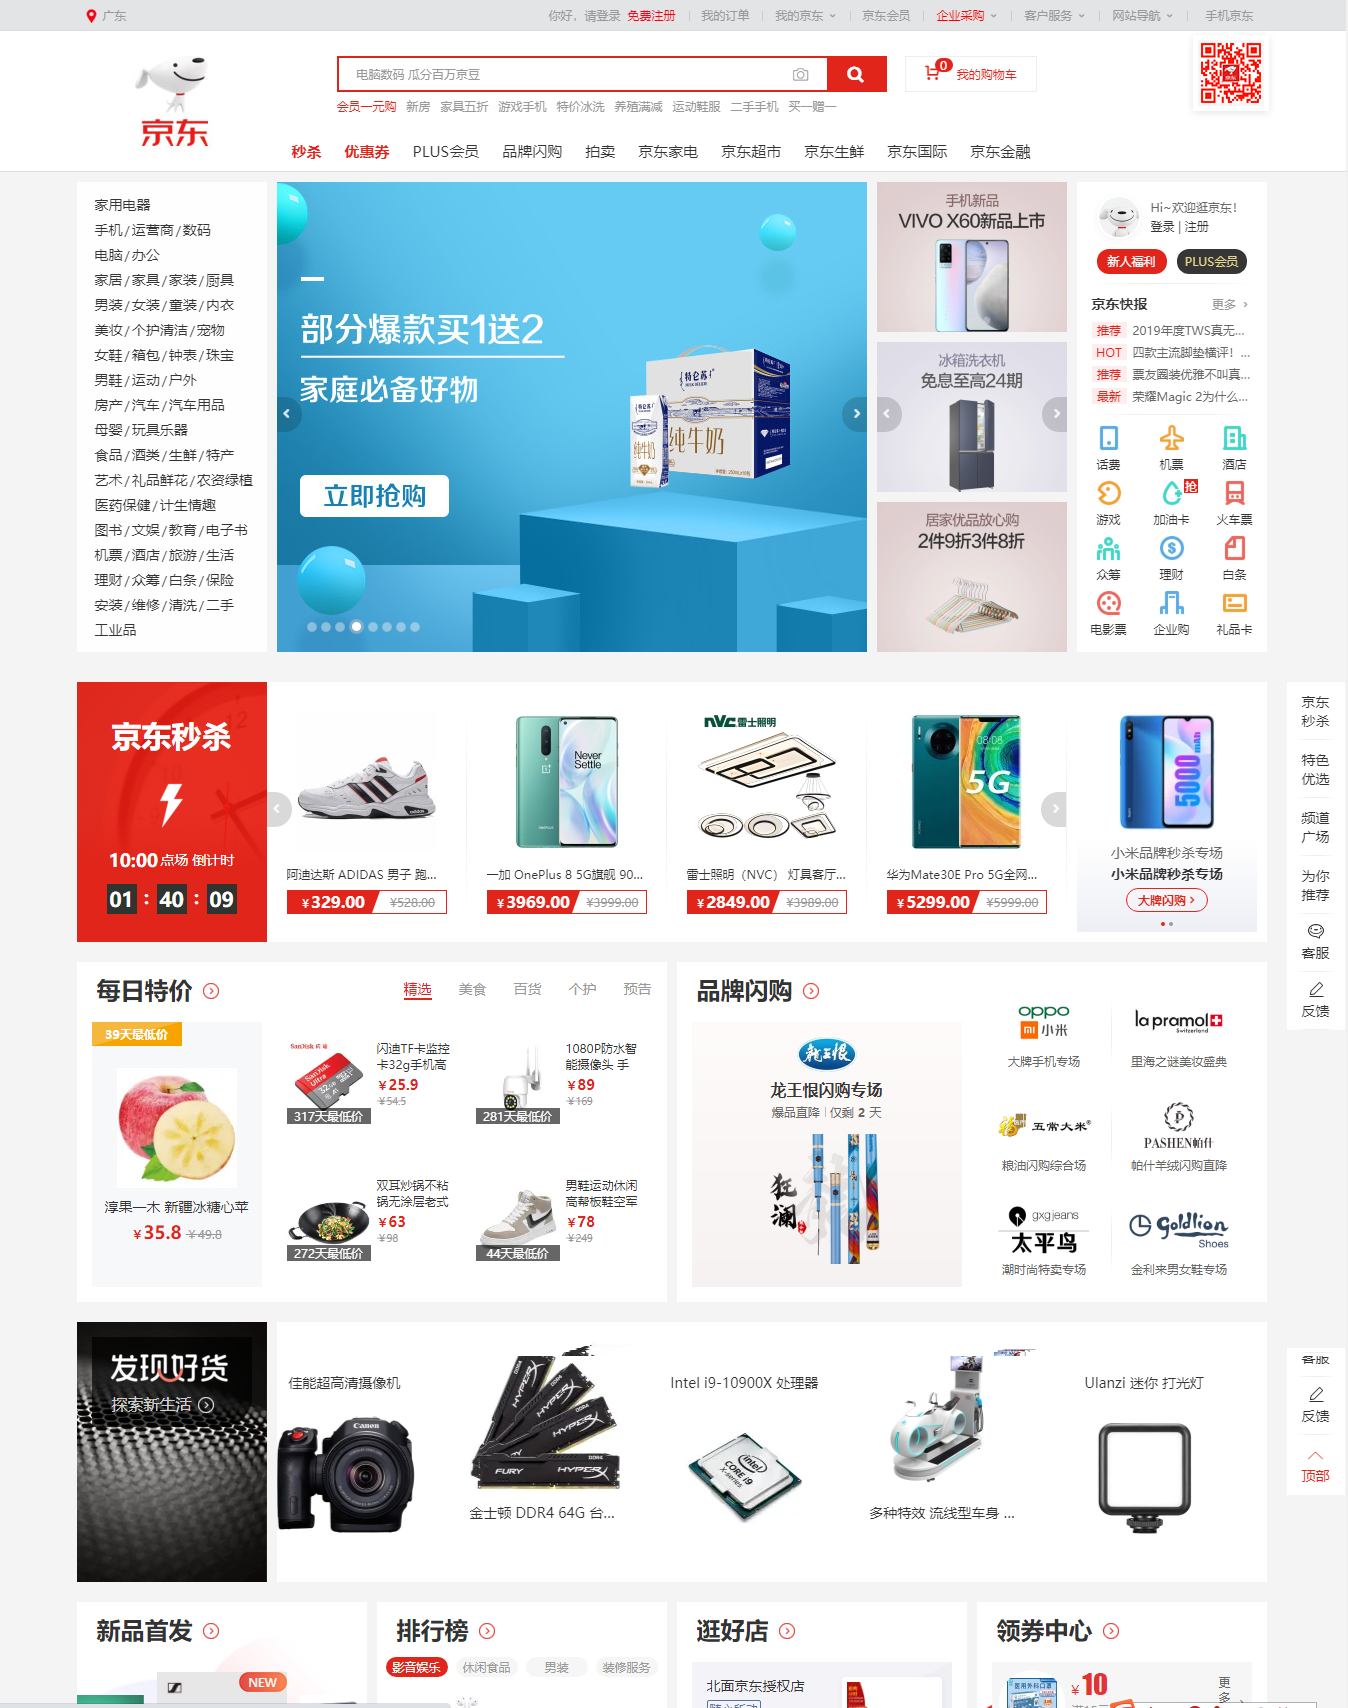 广东
你好，请登录 免费注册
我的订单
我的京东
京东会员
企业采购
客户服务
网站导航
手机京东
京东
电脑数码 瓜分百万京豆
0
我的购物车
会员一元购 新房 家具五折 游戏手机 特价冰洗 养殖满减 运动鞋服 二手手机 买一赠一
秒杀 优惠券 PLUS会员 品牌闪购 拍卖 京东家电 京东超市 京东生鲜 京东国际 京东金融
家用电器
手机/运营商/数码
电脑/办公
家居/家具/家装/厨具
男装/女装/童装/内衣
美妆/个护清洁/宠物
女鞋/箱包/钟表/珠宝
男鞋/运动/户外
房产/汽车/汽车用品
母婴/玩具乐器
食品/酒类/生鲜/特产
艺术/礼品鲜花/农资绿植
医药保健/计生情趣
图书/文娱/教育/电子书
机票/酒店/旅游/生活
理财/众筹/白条/保险
安装/维修/清洗/二手
工业品
部分爆款买1送2
家庭必备好物
立即抢购
特仑苏
纯牛奶
纯牛奶
手机新品
VIVO X60新品上市
冰箱洗衣机
免息至高24期
居家优品放心购
2件9折3件8折
Hi~欢迎逛京东!
登录 | 注册
新人福利
PLUS会员
京东快报
更多
推荐 2019年度TWS真无...
HOT 四款主流脚垫横评！...
推荐 票友圆装优雅不叫真...
最新 荣耀Magic 2为什么...
话费 机票 酒店
抢
游戏 加油卡 火车票
众筹 理财 白条
电影票 企业购 礼品卡
京东秒杀
10:00 点场 倒计时
01 : 40 : 09
阿迪达斯 ADIDAS 男子 跑...
¥ 329.00 ¥528.00
Never
Settle
一加 OnePlus 8 5G旗舰 90...
¥ 3969.00 ¥3999.00
nvc 雷士照明
雷士照明（NVC） 灯具客厅...
¥ 2849.00 ¥3989.00
08:08
5G
华为Mate30E Pro 5G全网...
¥ 5299.00 ¥5999.00
5000mAh
小米品牌秒杀专场
小米品牌秒杀专场
大牌闪购
京东
秒杀
特色
优选
频道
广场
为你
推荐
客服
反馈
每日特价
精选 美食 百货 个护 预告
39天最低价
淳果一木 新疆冰糖心苹
¥ 35.8 ¥ 49.8
SanDisk
Ultra
32GB
闪迪TF卡监控
卡32g手机高
¥ 25.9
¥ 54.5
317天最低价
1080P防水智
能摄像头 手
¥ 89
¥ 169
281天最低价
双耳炒锅不粘
锅无涂层老式
¥ 63
¥ 98
272天最低价
男鞋运动休闲
高帮板鞋空军
¥ 78
¥ 249
44天最低价
品牌闪购
龙王恨
龙王恨闪购专场
爆品直降 | 仅剩 2 天
狂澜
oppo
mi 小米
大牌手机专场
la pramol
Switzerland
里海之谜美妆盛典
五常大米
粮油闪购综合场
PASHEN帕什
帕什羊绒闪购直降
gxg jeans
太平鸟
潮时尚特卖专场
Goldlion
Shoes
金利来男女鞋专场
发现好货
探索新生活
佳能超高清摄像机
Canon
HYPERX
FURY HYPERX
金士顿 DDR4 64G 台...
Intel i9-10900X 处理器
intel
CORE i9
X-series
多种特效 流线型车身 ...
Ulanzi 迷你 打光灯
客服
反馈
顶部
新品首发
NEW
排行榜
影音娱乐 休闲食品 男装 装修服务
逛好店
北面京东授权店
领券中心
医用外科口罩
¥ 10
更多